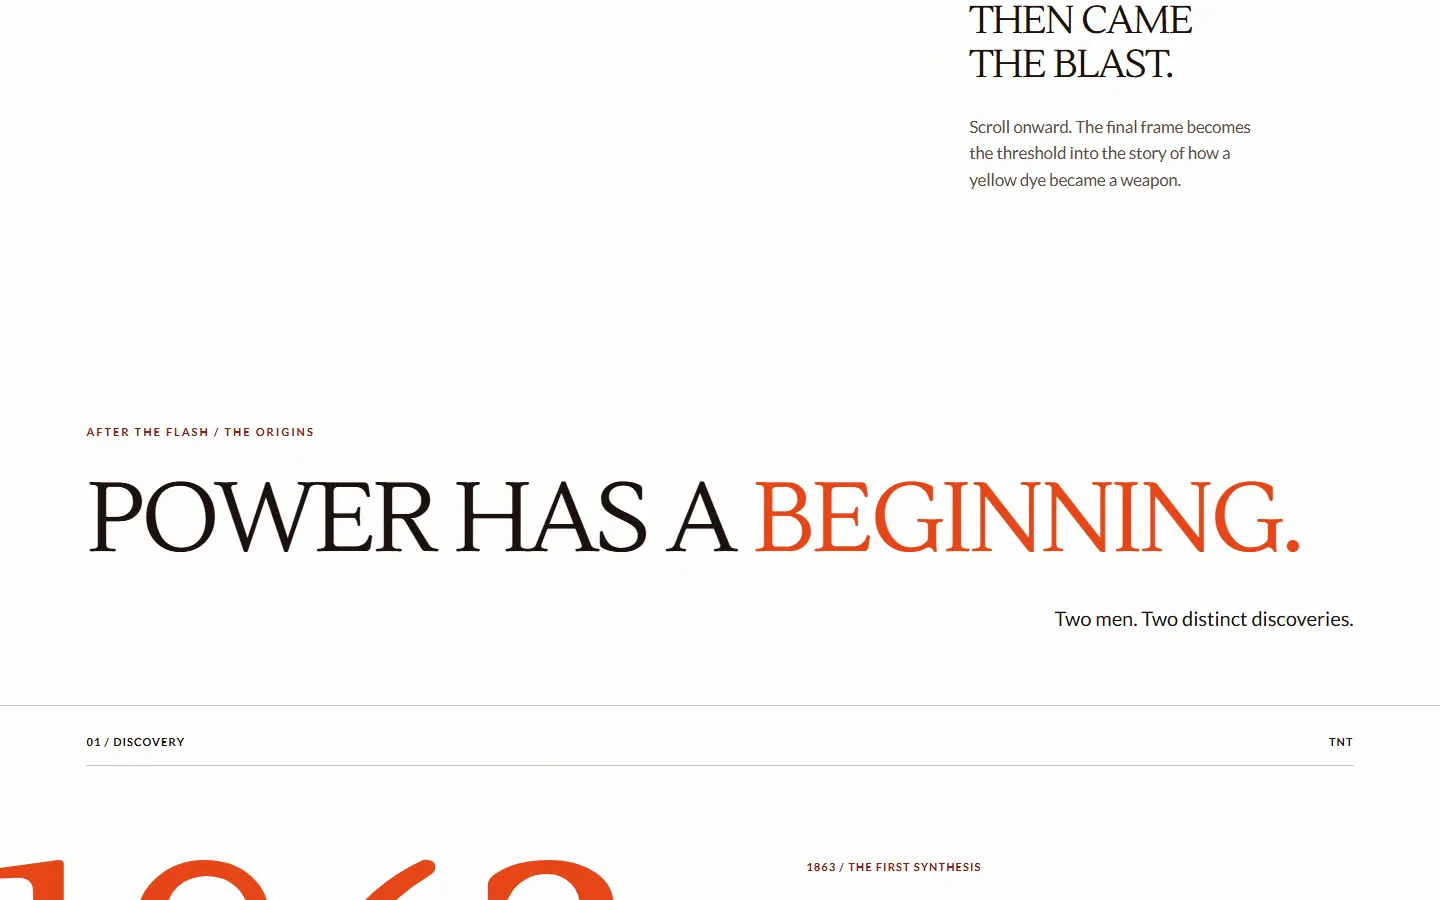 THEN CAME
THE BLAST.
Scroll onward. The final frame becomes
the threshold into the story of how a
yellow dye became a weapon.
AFTER THE FLASH / THE ORIGINS
POWER HAS A BEGINNING.
Two men. Two distinct discoveries.
01 / DISCOVERY
TNT
1863
1863 / THE FIRST SYNTHESIS